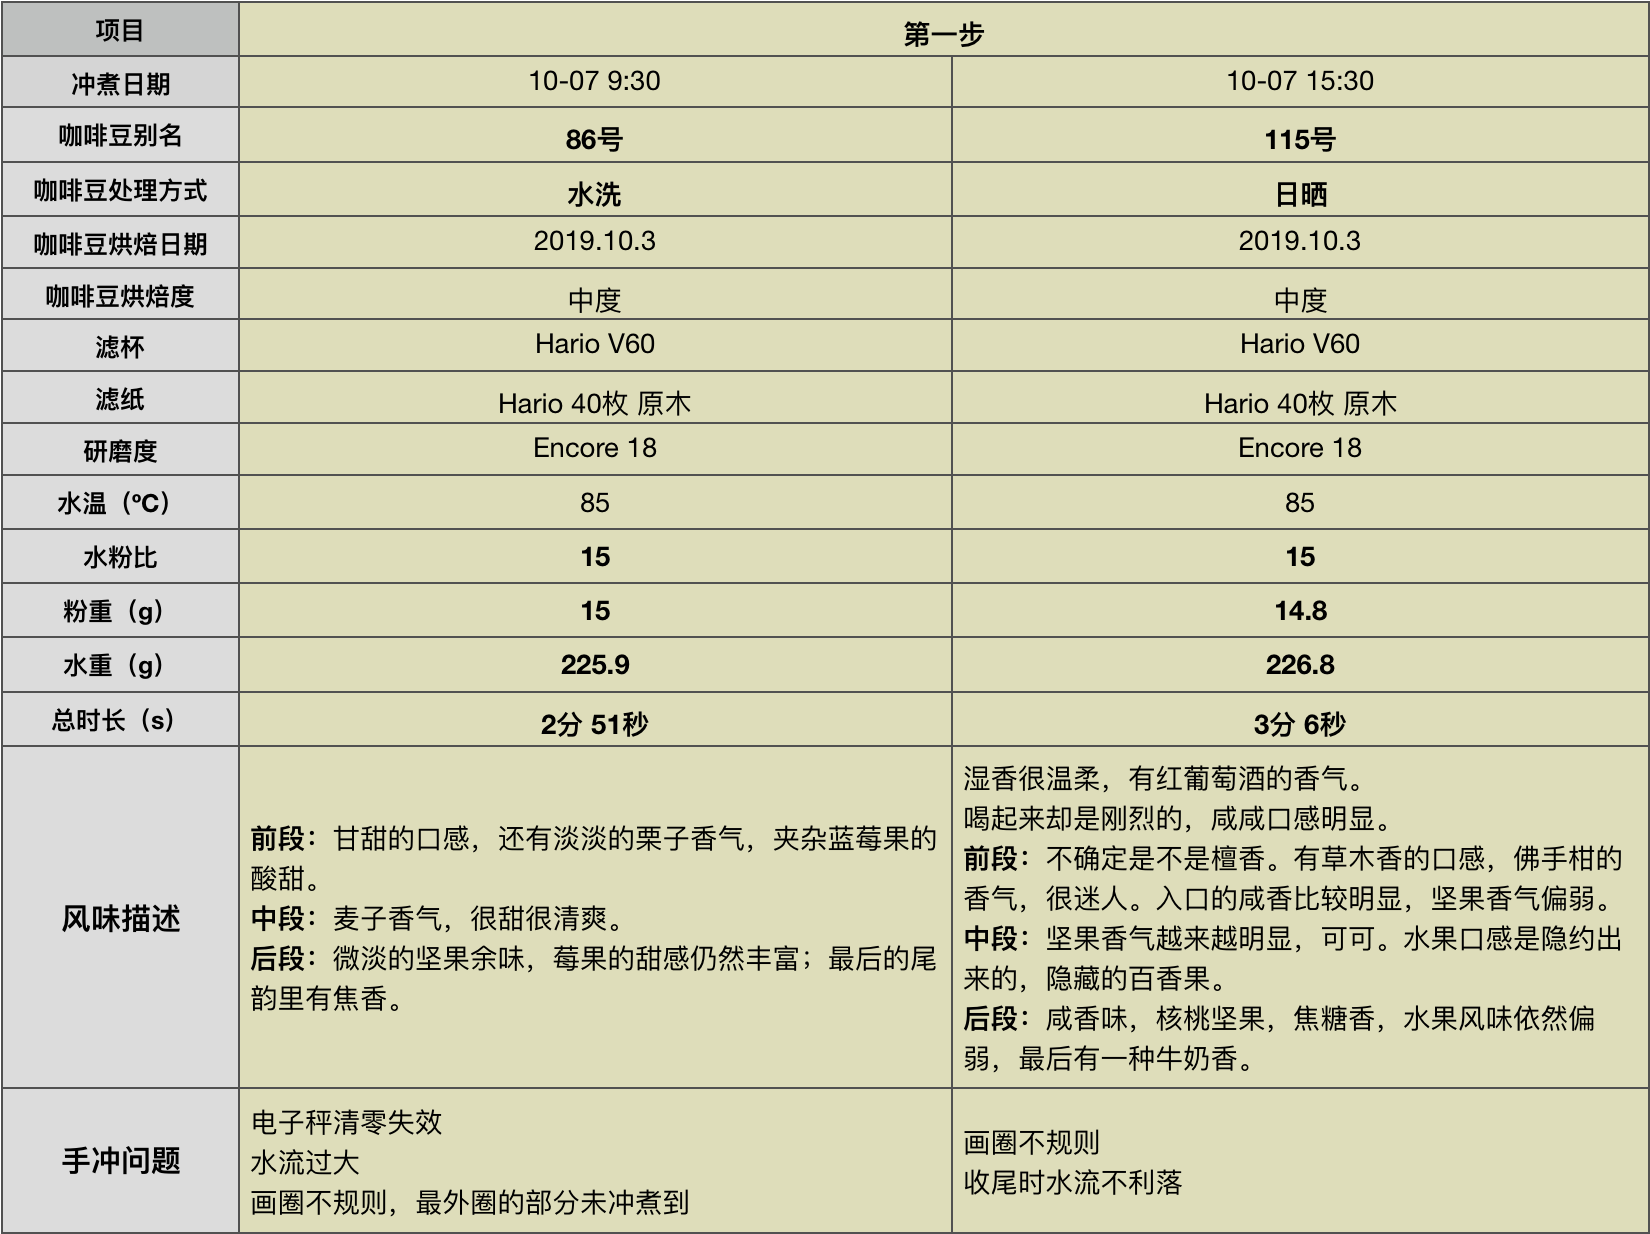 项目 第一步
冲煮日期 10-07 9:30 10-07 15:30
咖啡豆别名 86号 115号
咖啡豆处理方式 水洗 日晒
咖啡豆烘焙日期 2019.10.3 2019.10.3
咖啡豆烘焙度 中度 中度
滤杯 Hario V60 Hario V60
滤纸 Hario 40枚 原木 Hario 40枚 原木
研磨度 Encore 18 Encore 18
水温（ºC） 85 85
水粉比 15 15
粉重（g） 15 14.8
水重（g） 225.9 226.8
总时长（s） 2分 51秒 3分 6秒
风味描述
前段：甘甜的口感，还有淡淡的栗子香气，夹杂蓝莓果的
酸甜。
中段：麦子香气，很甜很清爽。
后段：微淡的坚果余味，莓果的甜感仍然丰富；最后的尾
韵里有焦香。
湿香很温柔，有红葡萄酒的香气。
喝起来却是刚烈的，咸咸口感明显。
前段：不确定是不是檀香。有草木香的口感，佛手柑的
香气，很迷人。入口的咸香比较明显，坚果香气偏弱。
中段：坚果香气越来越明显，可可。水果口感是隐约出
来的，隐藏的百香果。
后段：咸香味，核桃坚果，焦糖香，水果风味依然偏
弱，最后有一种牛奶香。
手冲问题
电子秤清零失效
水流过大
画圈不规则，最外圈的部分未冲煮到
画圈不规则
收尾时水流不利落